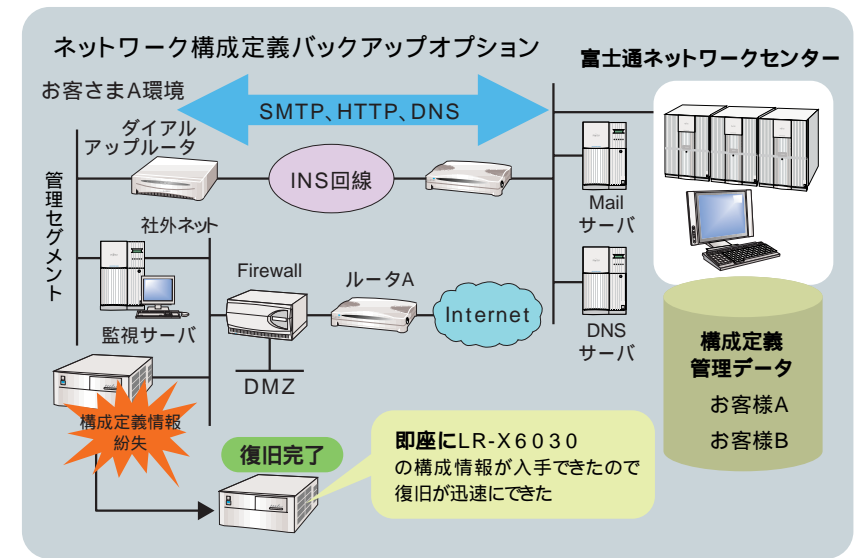 ネットワーク構成定義バックアップオプション
富士通ネットワークセンター
お客さまA環境
SMTP、HTTP、DNS
ダイアル
アップルータ
INS回線
Mail
サーバ
管理セグメント
社外ネット
Firewall
ルータA
Internet
監視サーバ
DMZ
DNS
サーバ
構成定義
管理データ
お客様A
お客様B
構成定義情報
紛失
復旧完了
即座にLR-X6030
の構成情報が入手できたので
復旧が迅速にできた